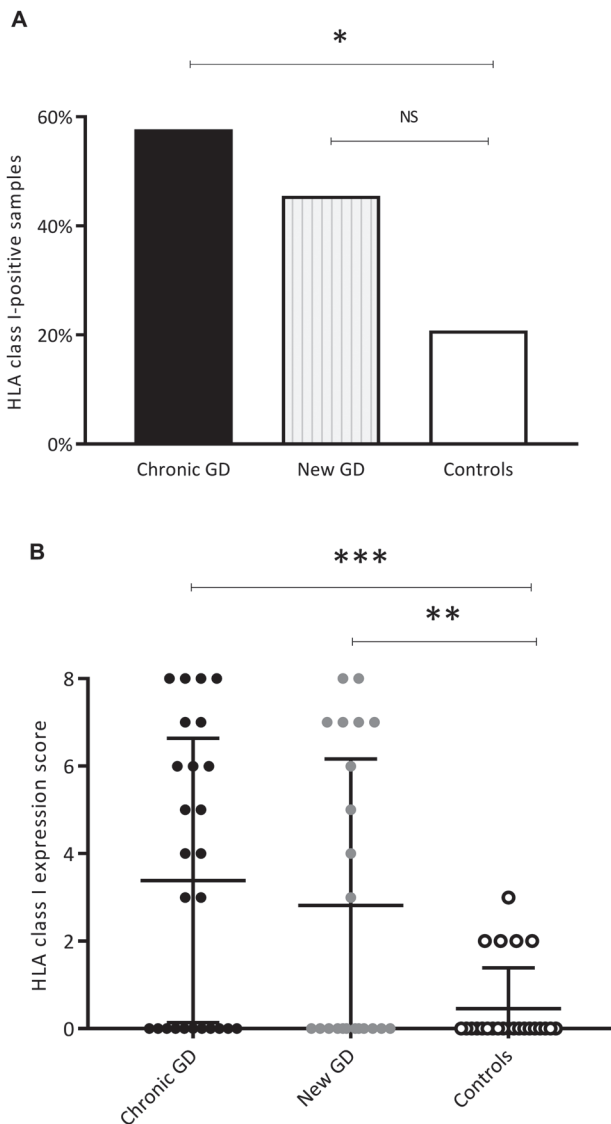 A
*
NS
60%
40%
20%
0%
HLA class I-positive samples
Chronic GD New GD Controls
B
***
**
8
6
4
2
0
HLA class I expression score
Chronic GD New GD Controls